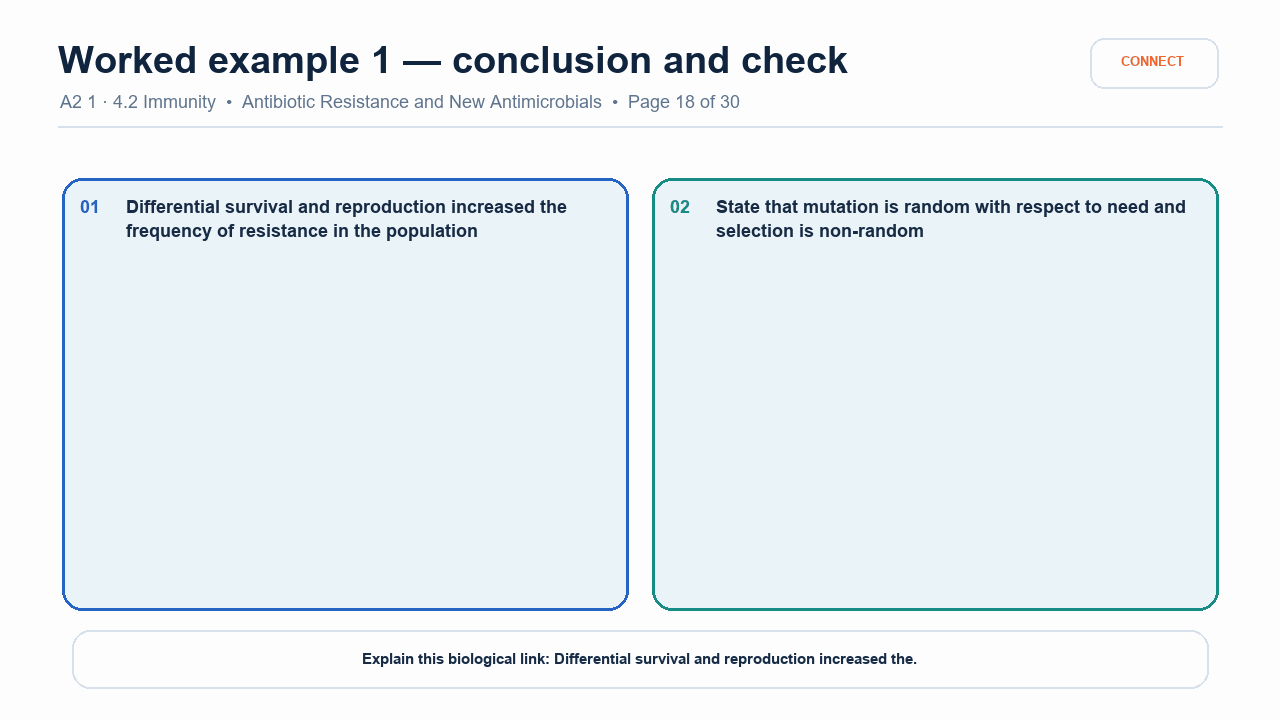 Worked example 1 — conclusion and check
CONNECT
A2 1 · 4.2 Immunity • Antibiotic Resistance and New Antimicrobials • Page 18 of 30
01 Differential survival and reproduction increased the
frequency of resistance in the population
02 State that mutation is random with respect to need and
selection is non-random
Explain this biological link: Differential survival and reproduction increased the.